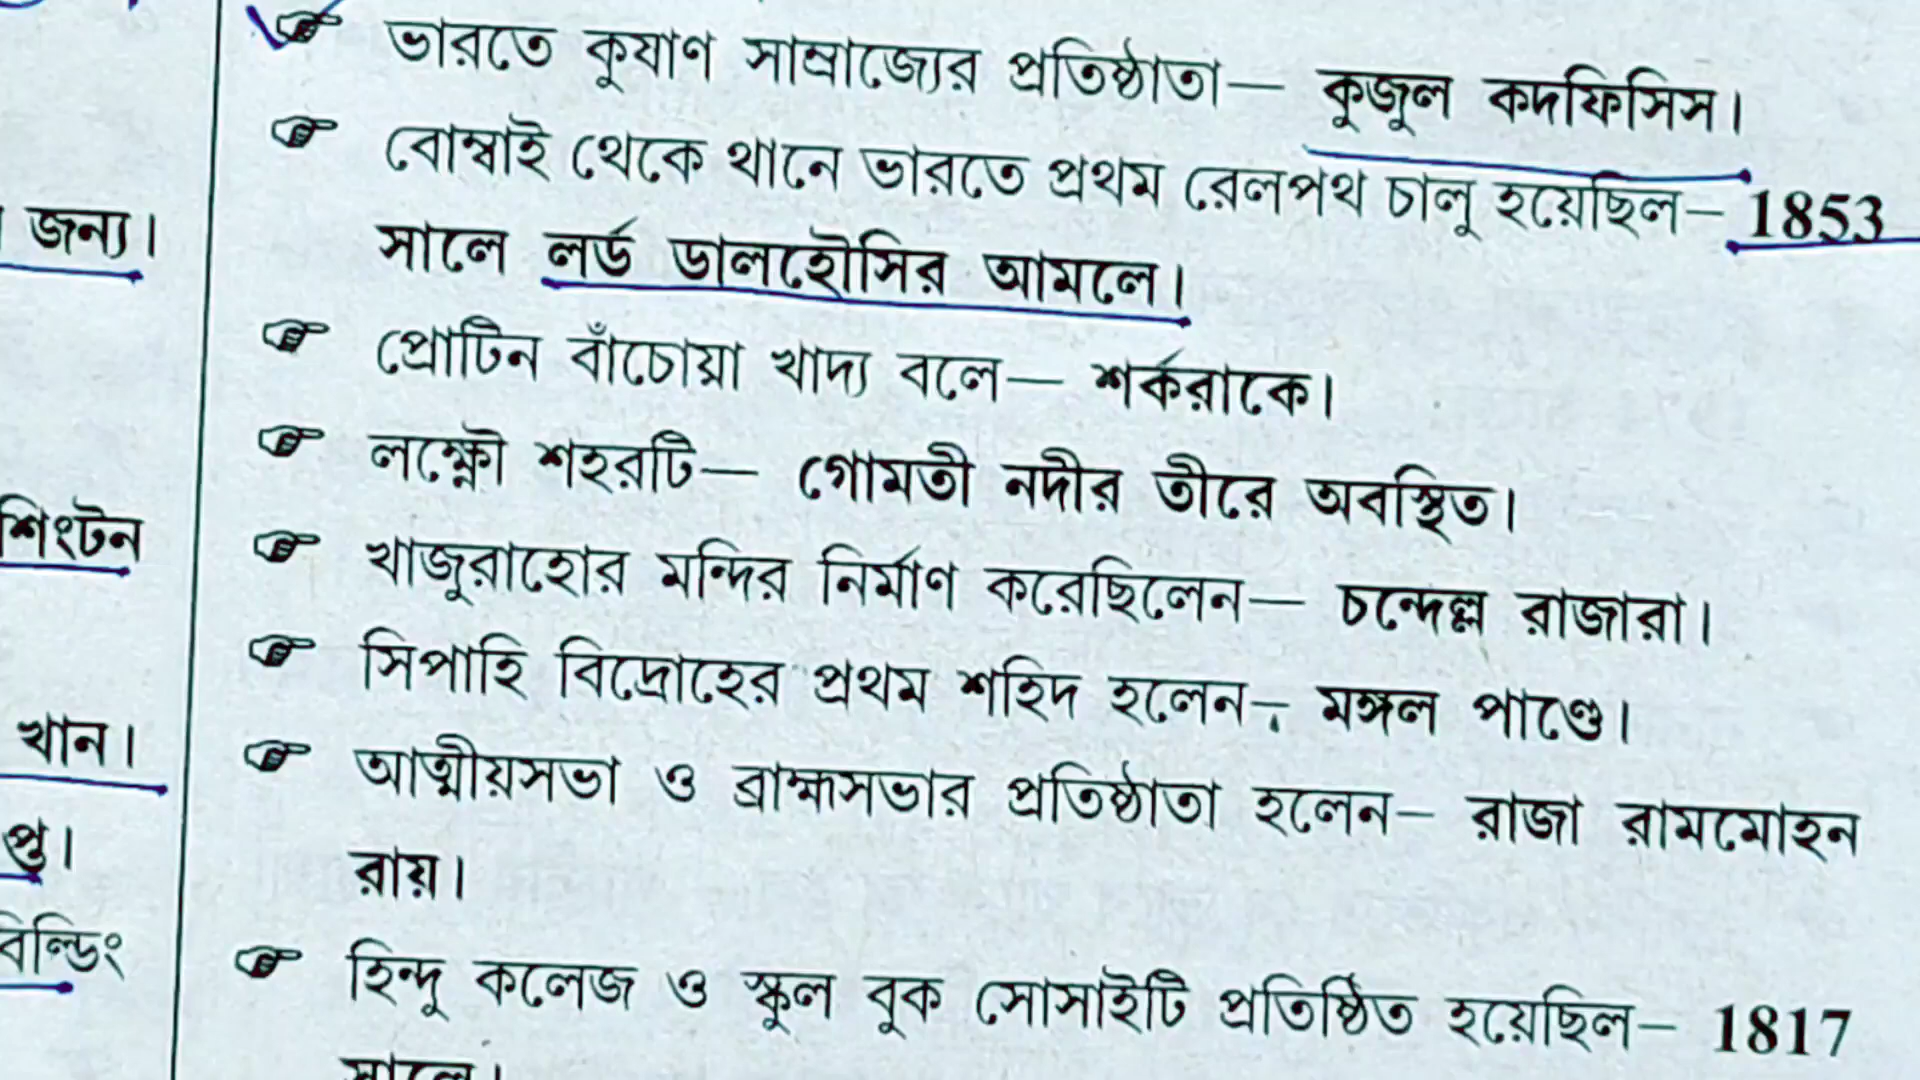 জন্য।
শিংটন
খান।
প্ত।
বিল্ডিং
ভারতে কুষাণ সাম্রাজ্যের প্রতিষ্ঠাতা— কুজুল কদফিসিস।
বোম্বাই থেকে থানে ভারতে প্রথম রেলপথ চালু হয়েছিল— 1853
সালে লর্ড ডালহৌসির আমলে।
প্রোটিন বাঁচোয়া খাদ্য বলে— শর্করাকে।
লক্ষ্ণৌ শহরটি— গোমতী নদীর তীরে অবস্থিত।
খাজুরাহোর মন্দির নির্মাণ করেছিলেন— চন্দেল্ল রাজারা।
সিপাহি বিদ্রোহের প্রথম শহিদ হলেন— মঙ্গল পাণ্ডে।
আত্মীয়সভা ও ব্রাহ্মসভার প্রতিষ্ঠাতা হলেন— রাজা রামমোহন
রায়।
হিন্দু কলেজ ও স্কুল বুক সোসাইটি প্রতিষ্ঠিত হয়েছিল— 1817
সালে।